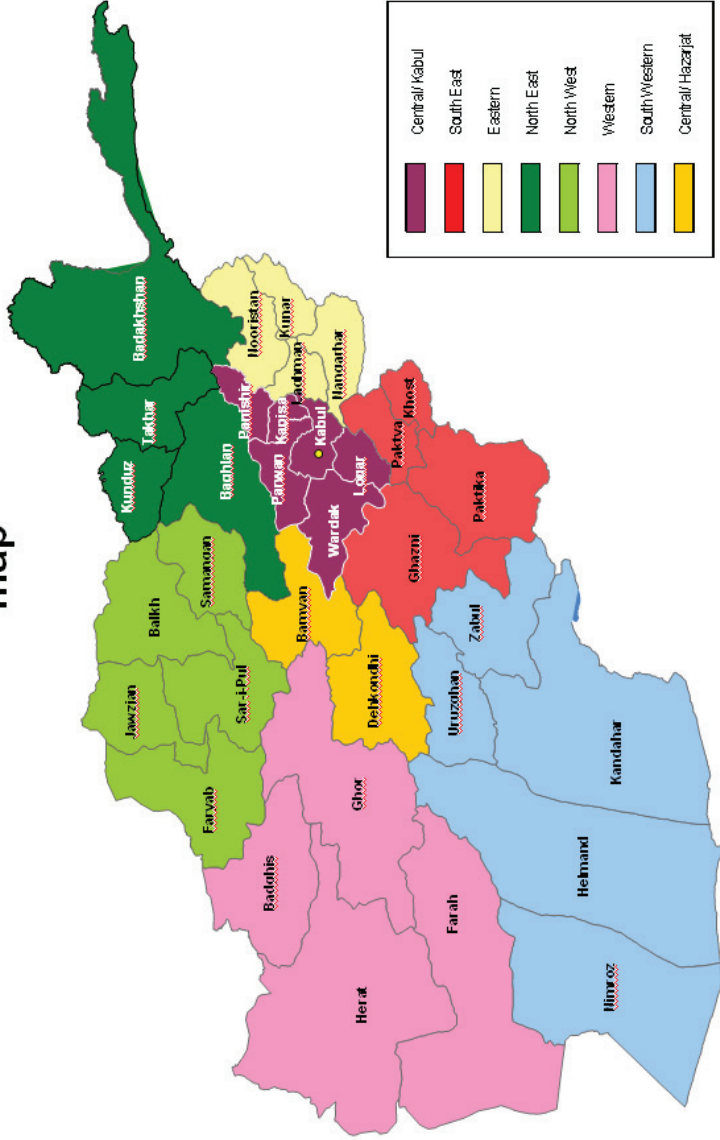 map
Badakhshan
Takhar
Kunduz
Baghlan
Balkh
Samangan
Jawzjan
Sar-i-Pul
Faryab
Nooristan
Kunar
Laghman
Nangarhar
Panjshir
Kapisa
Parwan
Kabul
Logar
Wardak
Bamyan
Dehkondhi
Paktya
Khost
Paktika
Ghazni
Badghis
Ghor
Herat
Farah
Zabul
Uruzghan
Kandahar
Helmand
Nimroz
Central/ Kabul
South East
Eastern
North East
North West
Western
South Western
Central/ Hazarjat